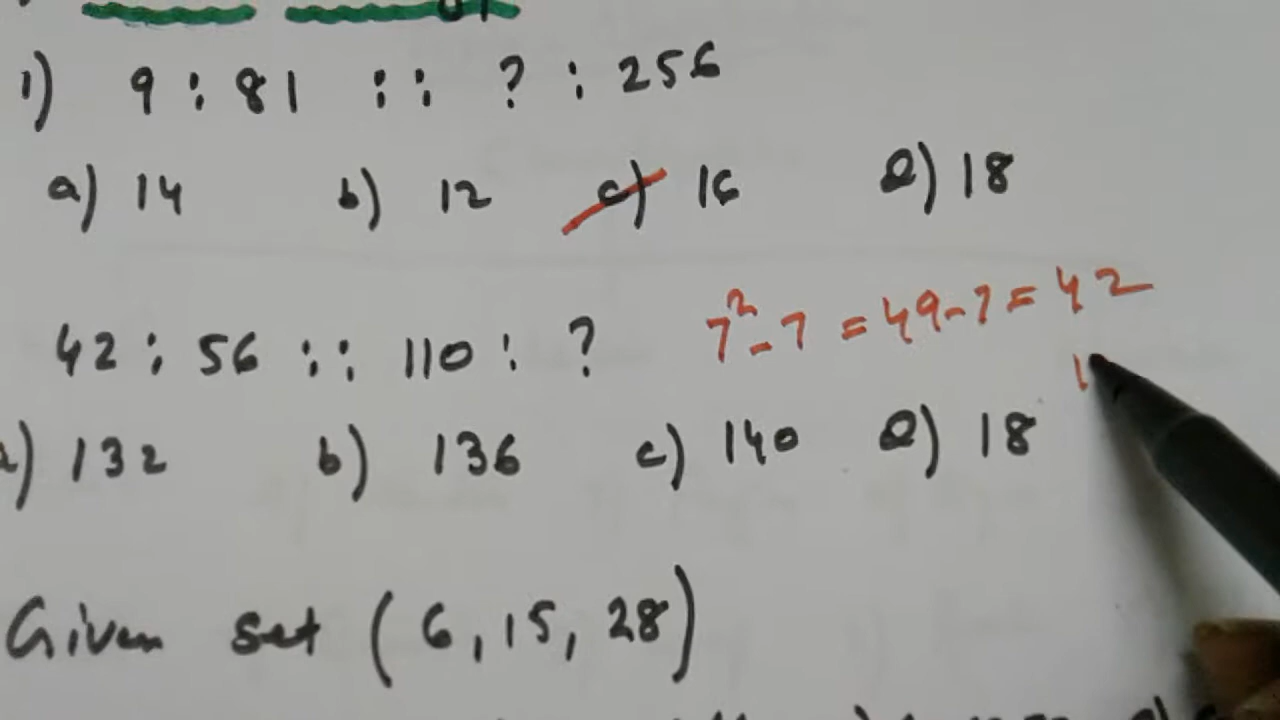 1) 9 : 81 :: ? : 256
a) 14 b) 12 c) 16 d) 18
7² - 7 = 49 - 7 = 42
42 : 56 :: 110 : ?
1
a) 132 b) 136 c) 140 d) 18
Given set (6, 15, 28)